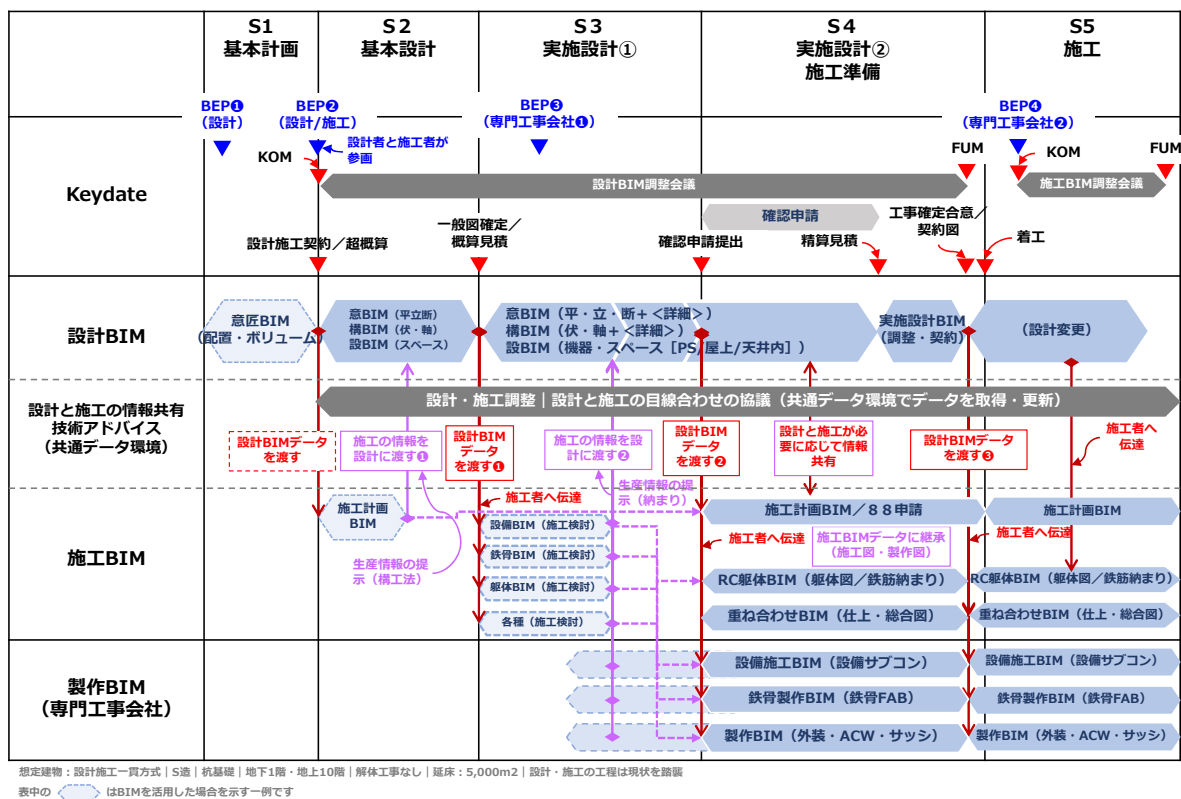 S1
基本計画
S2
基本設計
S3
実施設計①
S4
実施設計②
施工準備
S5
施工
Keydate
BEP❶
（設計）
BEP❷
（設計/施工）
BEP❸
（専門工事会社❶）
BEP❹
（専門工事会社❷）
KOM
設計者と施工者が
参画
FUM
KOM
FUM
設計BIM調整会議
施工BIM調整会議
確認申請
設計施工契約／超概算
一般図確定／
概算見積
確認申請提出
精算見積
工事確定合意／
契約図
着工
設計BIM
意匠BIM
（配置・ボリューム）
意BIM（平立断）
構BIM（伏・軸）
設BIM（スペース）
意BIM（平・立・断+＜詳細＞）
構BIM（伏・軸+＜詳細＞）
設BIM（機器・スペース［PS/屋上/天井内］）
実施設計BIM
（調整・契約）
（設計変更）
設計と施工の情報共有
技術アドバイス
（共通データ環境）
設計・施工調整｜設計と施工の目線合わせの協議（共通データ環境でデータを取得・更新）
設計BIMデータ
を渡す
施工の情報を
設計に渡す❶
設計BIM
データ
を渡す❶
施工の情報を設
計に渡す❷
設計BIM
データ
を渡す❷
設計と施工が必
要に応じて情報
共有
設計BIMデータ
を渡す❸
施工者へ
伝達
生産情報の提
示（納まり）
施工BIM
施工計画
BIM
施工者へ伝達
施工計画BIM／８８申請
施工計画BIM
設備BIM（施工検討）
鉄骨BIM（施工検討）
躯体BIM（施工検討）
各種（施工検討）
生産情報の提
示（構工法）
施工者へ伝達
施工BIMデータに継承
（施工図・製作図）
施工者へ伝達
RC躯体BIM（躯体図／鉄筋納まり）
RC躯体BIM（躯体図／鉄筋納まり）
重ね合わせBIM（仕上・総合図）
重ね合わせBIM（仕上・総合図）
製作BIM
（専門工事会社）
設備施工BIM（設備サブコン）
設備施工BIM（設備サブコン）
鉄骨製作BIM（鉄骨FAB）
鉄骨製作BIM（鉄骨FAB）
製作BIM（外装・ACW・サッシ）
製作BIM（外装・ACW・サッシ）
想定建物：設計施工一貫方式｜S造｜杭基礎｜地下1階・地上10階｜解体工事なし｜延床：5,000m2｜設計・施工の工程は現状を踏襲
表中の はBIMを活用した場合を示す一例です